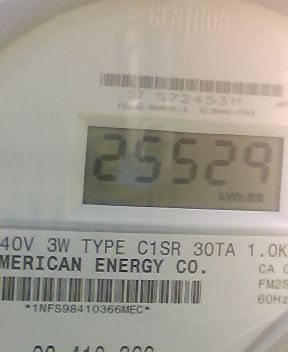 CENTRON
07 57245311
25529
kWh
40V 3W TYPE C1SR 30TA 1.0K
MERICAN ENERGY CO.
CA 0
FM2S
60Hz
*1NFS98410366MEC*